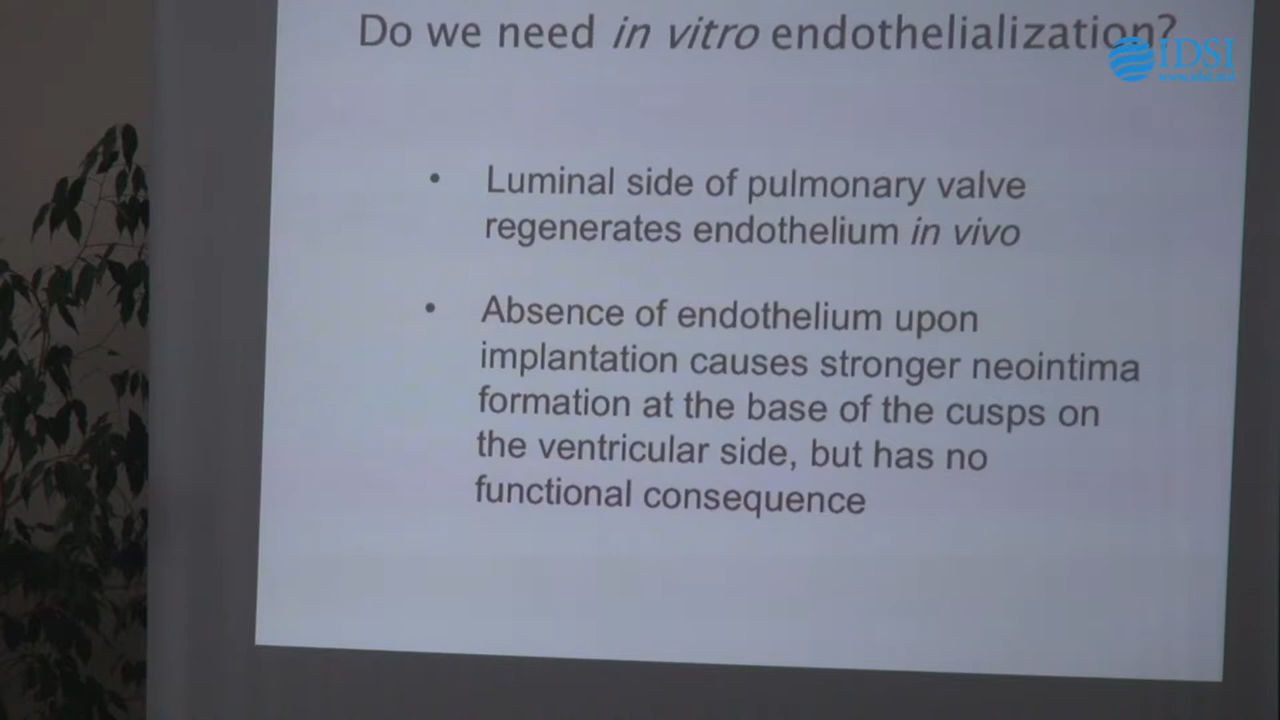 Do we need in vitro endothelialization?
IDSI
• Luminal side of pulmonary valve
regenerates endothelium in vivo
• Absence of endothelium upon
implantation causes stronger neointima
formation at the base of the cusps on
the ventricular side, but has no
functional consequence